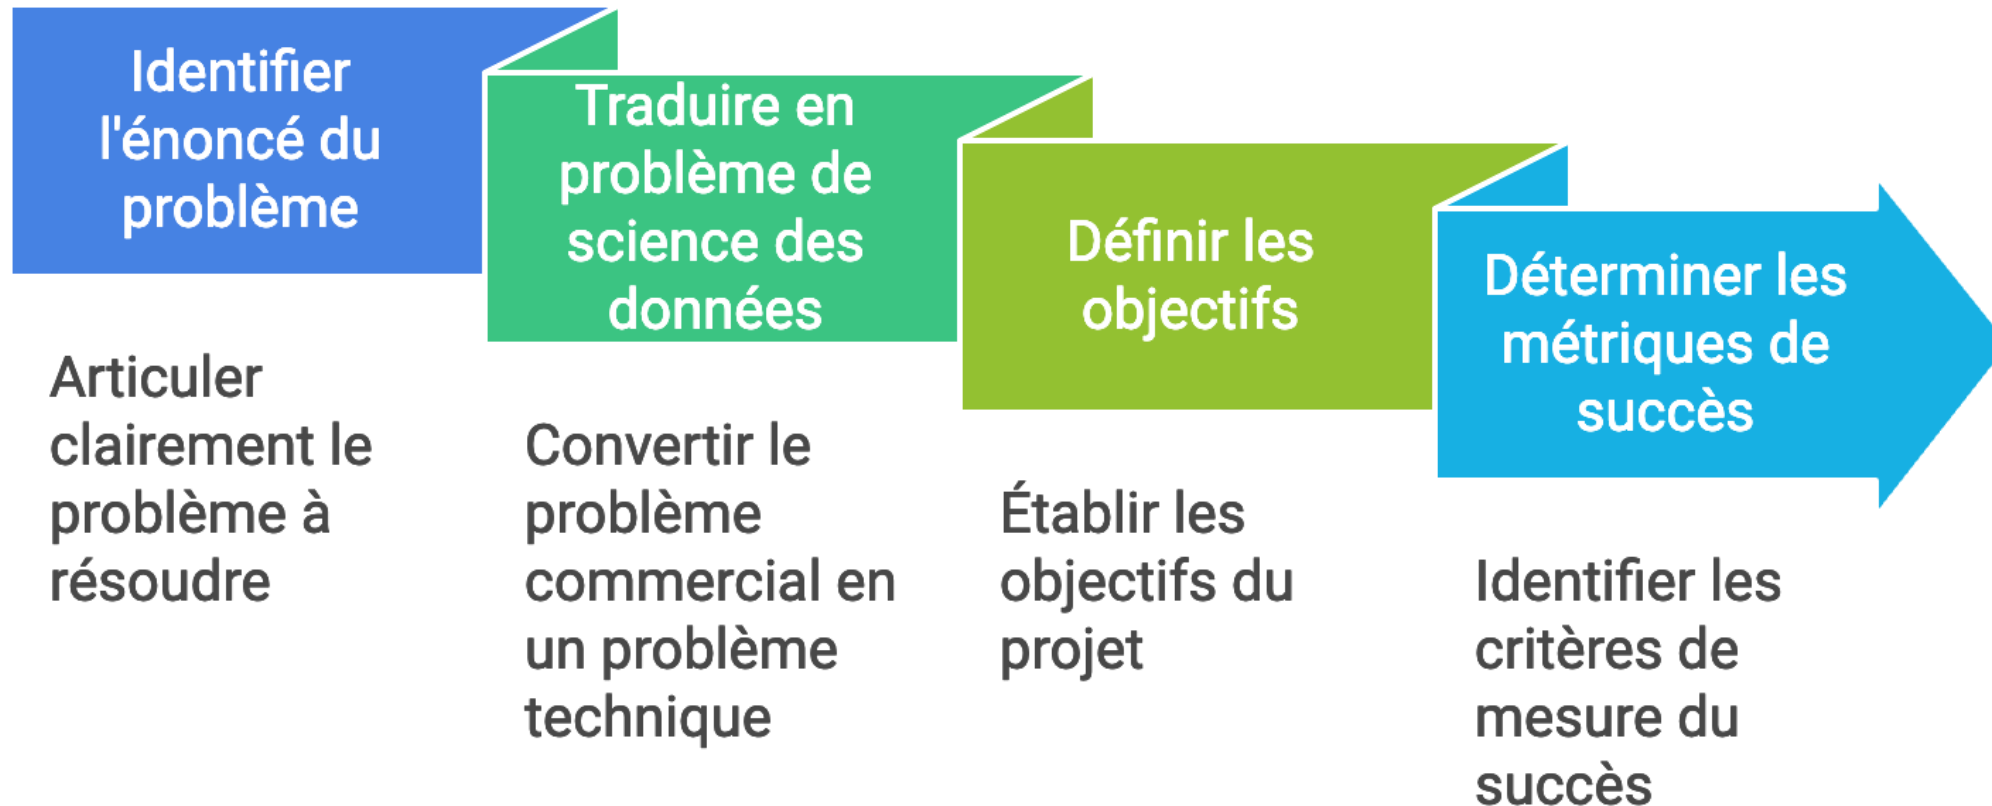 Identifier
l'énoncé du
problème
Articuler
clairement le
problème à
résoudre
Traduire en
problème de
science des
données
Convertir le
problème
commercial en
un problème
technique
Définir les
objectifs
Établir les
objectifs du
projet
Déterminer les
métriques de
succès
Identifier les
critères de
mesure du
succès